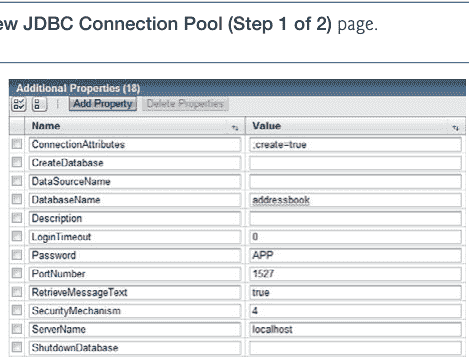 ew JDBC Connection Pool (Step 1 of 2) page.
Additional Properties (18)
Add Property Delete Properties
Name Value
ConnectionAttributes ;create=true
CreateDatabase
DataSourceName
DatabaseName addressbook
Description
LoginTimeout 0
Password APP
PortNumber 1527
RetrieveMessageText true
SecurityMechanism 4
ServerName localhost
ShutdownDatabase